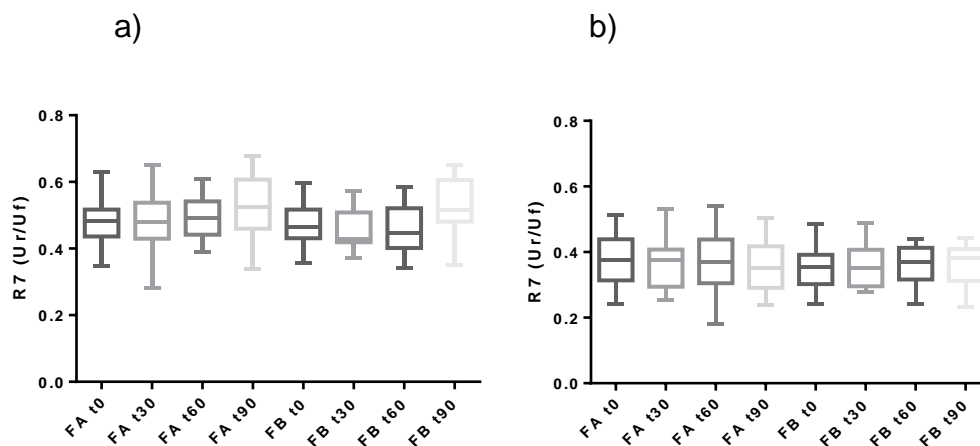 a)
b)
R7 (Ur/Uf)
0.8
0.6
0.4
0.2
0.0
FA t0
FA t30
FA t60
FA t90
FB t0
FB t30
FB t60
FB t90
R7 (Ur/Uf)
0.8
0.6
0.4
0.2
0.0
FA t0
FA t30
FA t60
FA t90
FB t0
FB t30
FB t60
FB t90